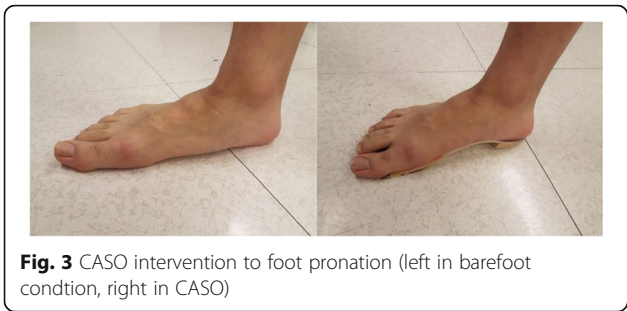 Fig. 3 CASO intervention to foot pronation (left in barefoot
condtion, right in CASO)